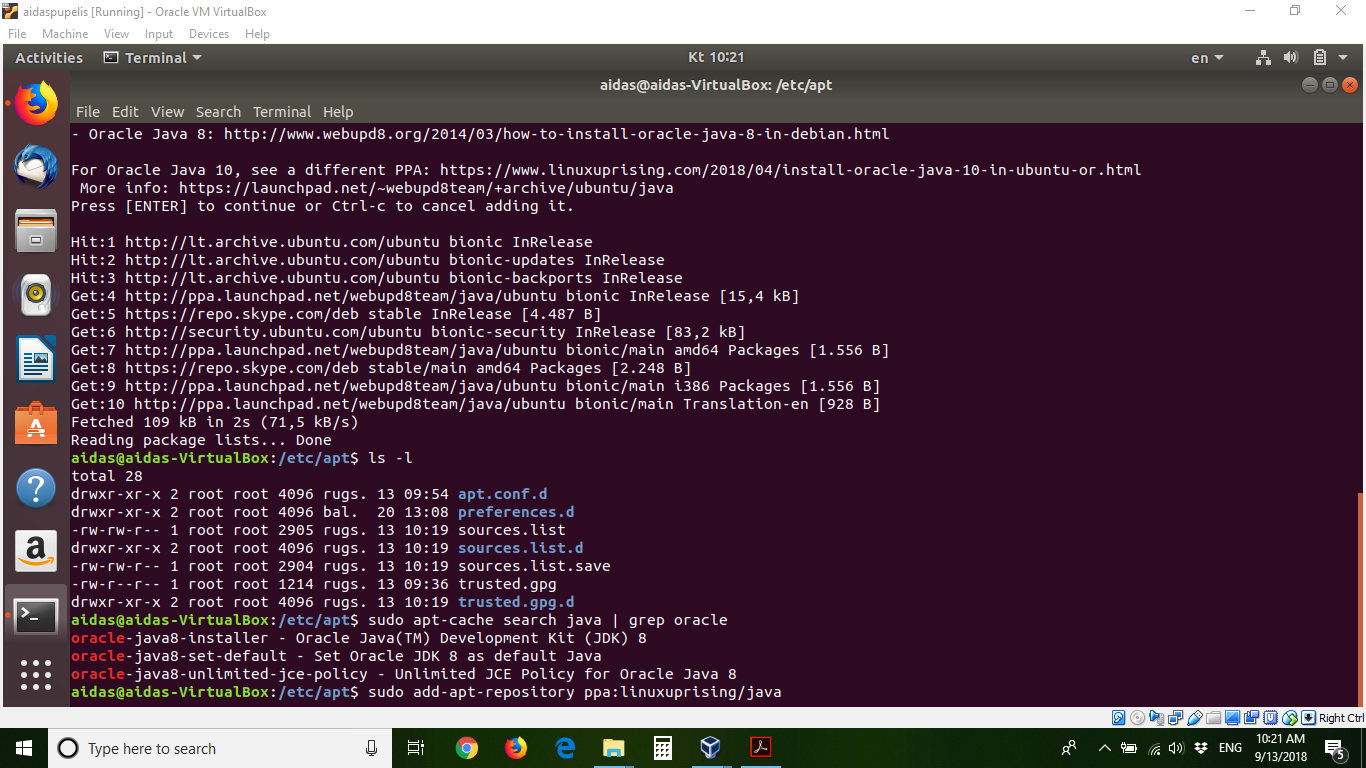 aidaspupelis [Running] - Oracle VM VirtualBox
File Machine View Input Devices Help
Activities Terminal Kt 10:21 en
aidas@aidas-VirtualBox: /etc/apt
File Edit View Search Terminal Help
- Oracle Java 8: http://www.webupd8.org/2014/03/how-to-install-oracle-java-8-in-debian.html
For Oracle Java 10, see a different PPA: https://www.linuxuprising.com/2018/04/install-oracle-java-10-in-ubuntu-or.html
More info: https://launchpad.net/~webupd8team/+archive/ubuntu/java
Press [ENTER] to continue or Ctrl-c to cancel adding it.
Hit:1 http://lt.archive.ubuntu.com/ubuntu bionic InRelease
Hit:2 http://lt.archive.ubuntu.com/ubuntu bionic-updates InRelease
Hit:3 http://lt.archive.ubuntu.com/ubuntu bionic-backports InRelease
Get:4 http://ppa.launchpad.net/webupd8team/java/ubuntu bionic InRelease [15,4 kB]
Get:5 https://repo.skype.com/deb stable InRelease [4.487 B]
Get:6 http://security.ubuntu.com/ubuntu bionic-security InRelease [83,2 kB]
Get:7 http://ppa.launchpad.net/webupd8team/java/ubuntu bionic/main amd64 Packages [1.556 B]
Get:8 https://repo.skype.com/deb stable/main amd64 Packages [2.248 B]
Get:9 http://ppa.launchpad.net/webupd8team/java/ubuntu bionic/main i386 Packages [1.556 B]
Get:10 http://ppa.launchpad.net/webupd8team/java/ubuntu bionic/main Translation-en [928 B]
Fetched 109 kB in 2s (71,5 kB/s)
Reading package lists... Done
aidas@aidas-VirtualBox:/etc/apt$ ls -l
total 28
drwxr-xr-x 2 root root 4096 rugs. 13 09:54 apt.conf.d
drwxr-xr-x 2 root root 4096 bal.  20 13:08 preferences.d
-rw-rw-r-- 1 root root 2905 rugs. 13 10:19 sources.list
drwxr-xr-x 2 root root 4096 rugs. 13 10:19 sources.list.d
-rw-rw-r-- 1 root root 2904 rugs. 13 10:19 sources.list.save
-rw-r--r-- 1 root root 1214 rugs. 13 09:36 trusted.gpg
drwxr-xr-x 2 root root 4096 rugs. 13 10:19 trusted.gpg.d
aidas@aidas-VirtualBox:/etc/apt$ sudo apt-cache search java | grep oracle
oracle-java8-installer - Oracle Java(TM) Development Kit (JDK) 8
oracle-java8-set-default - Set Oracle JDK 8 as default Java
oracle-java8-unlimited-jce-policy - Unlimited JCE Policy for Oracle Java 8
aidas@aidas-VirtualBox:/etc/apt$ sudo add-apt-repository ppa:linuxuprising/java
Right Ctrl
Type here to search
ENG
10:21 AM
9/13/2018
5